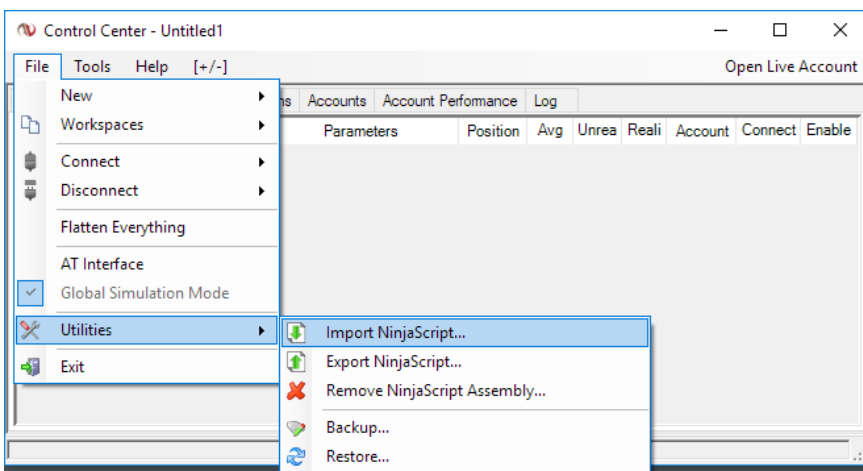 Control Center - Untitled1
File Tools Help [+/-] Open Live Account
ns Accounts Account Performance Log
Parameters Position Avg Unrea Reali Account Connect Enable
New
Workspaces
Connect
Disconnect
Flatten Everything
AT Interface
Global Simulation Mode
Utilities
Exit
Import NinjaScript...
Export NinjaScript...
Remove NinjaScript Assembly...
Backup...
Restore...